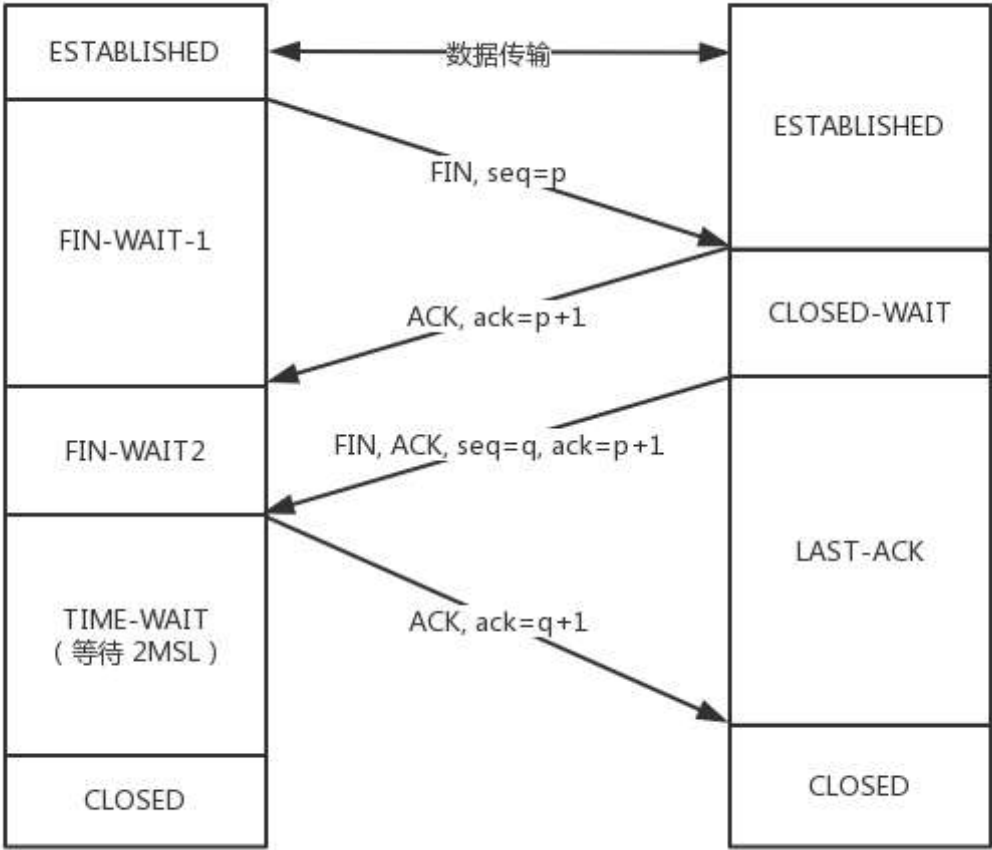 ESTABLISHED
数据传输
ESTABLISHED
FIN, seq=p
FIN-WAIT-1
CLOSED-WAIT
ACK, ack=p+1
FIN-WAIT2
FIN, ACK, seq=q, ack=p+1
LAST-ACK
TIME-WAIT
( 等待 2MSL )
ACK, ack=q+1
CLOSED
CLOSED